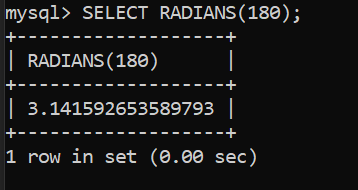 mysql> SELECT RADIANS(180);
+-------------------+
| RADIANS(180)      |
+-------------------+
| 3.141592653589793 |
+-------------------+
1 row in set (0.00 sec)